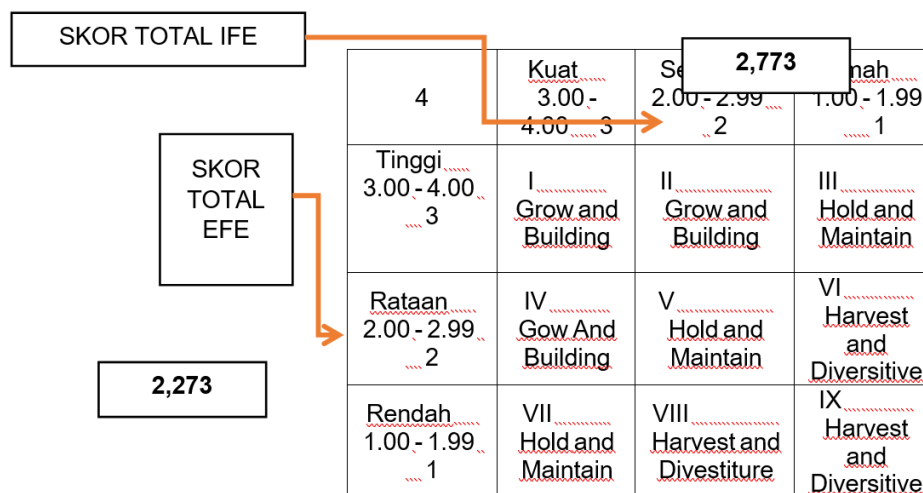 SKOR TOTAL IFE
2,773
4
Kuat
3.00 -
4.00 3
2.00 - 2.99
2
1.00 - 1.99
1
SKOR
TOTAL
EFE
Tinggi
3.00 - 4.00
3
I
Grow and
Building
II
Grow and
Building
III
Hold and
Maintain
Rataan
2.00 - 2.99
2
IV
Gow And
Building
V
Hold and
Maintain
VI
Harvest
and
Diversitive
2,273
Rendah
1.00 - 1.99
1
VII
Hold and
Maintain
VIII
Harvest and
Divestiture
IX
Harvest
and
Diversitive